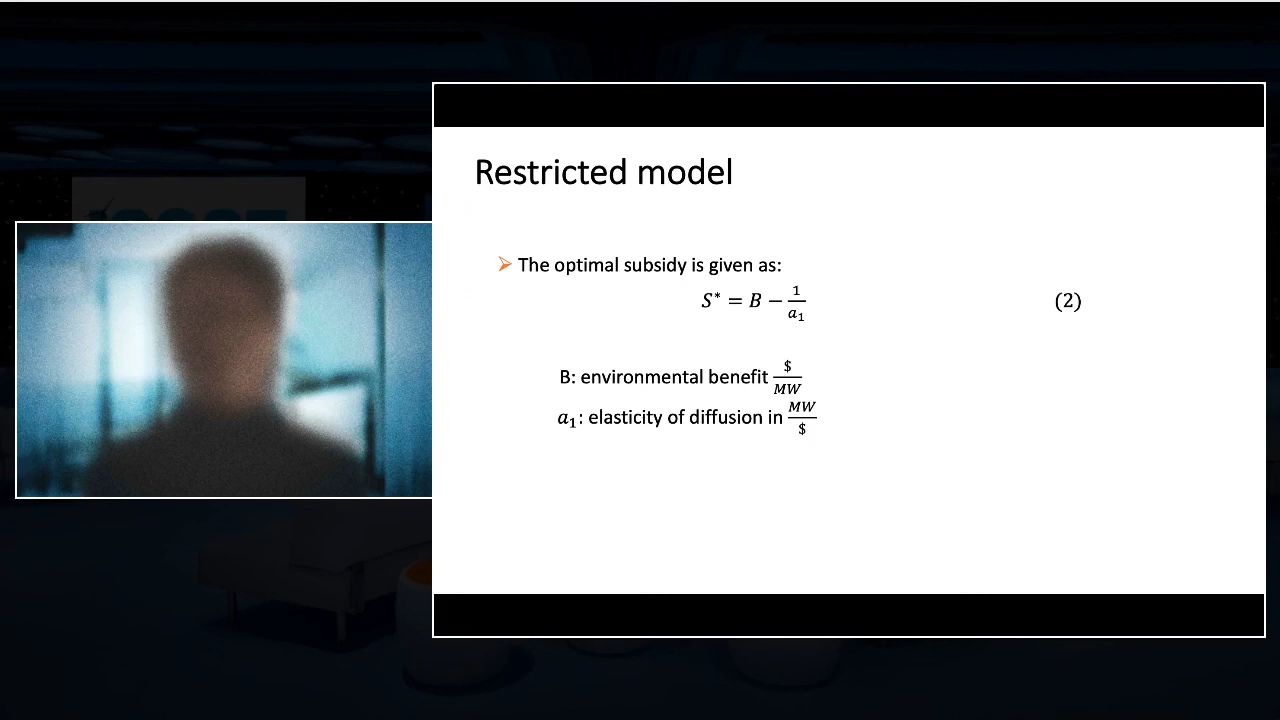 Restricted model
➢ The optimal subsidy is given as:
S* = B − 1/a₁ (2)
B: environmental benefit $/MW
a₁: elasticity of diffusion in MW/$